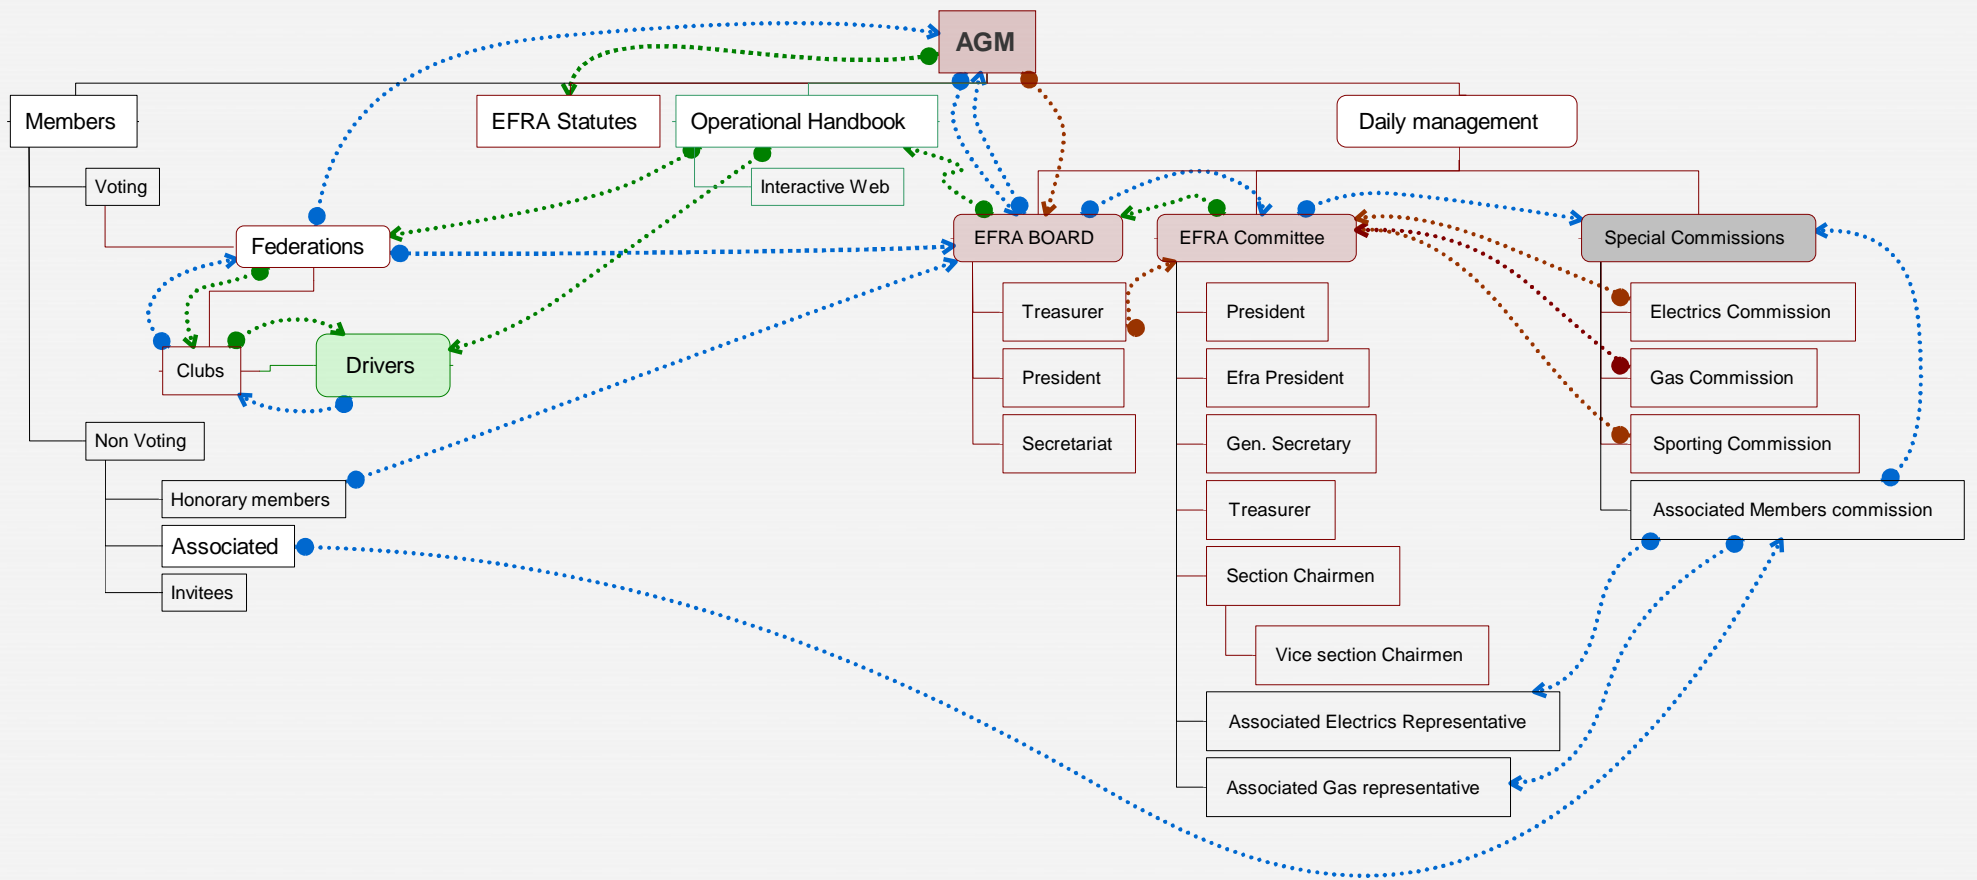 AGM
Members
EFRA Statutes
Operational Handbook
Daily management
Voting
Interactive Web
Federations
EFRA BOARD
EFRA Committee
Special Commissions
Treasurer
President
Electrics Commission
Clubs
Drivers
President
Efra President
Gas Commission
Non Voting
Secretariat
Gen. Secretary
Sporting Commission
Honorary members
Treasurer
Associated Members commission
Associated
Section Chairmen
Invitees
Vice section Chairmen
Associated Electrics Representative
Associated Gas representative